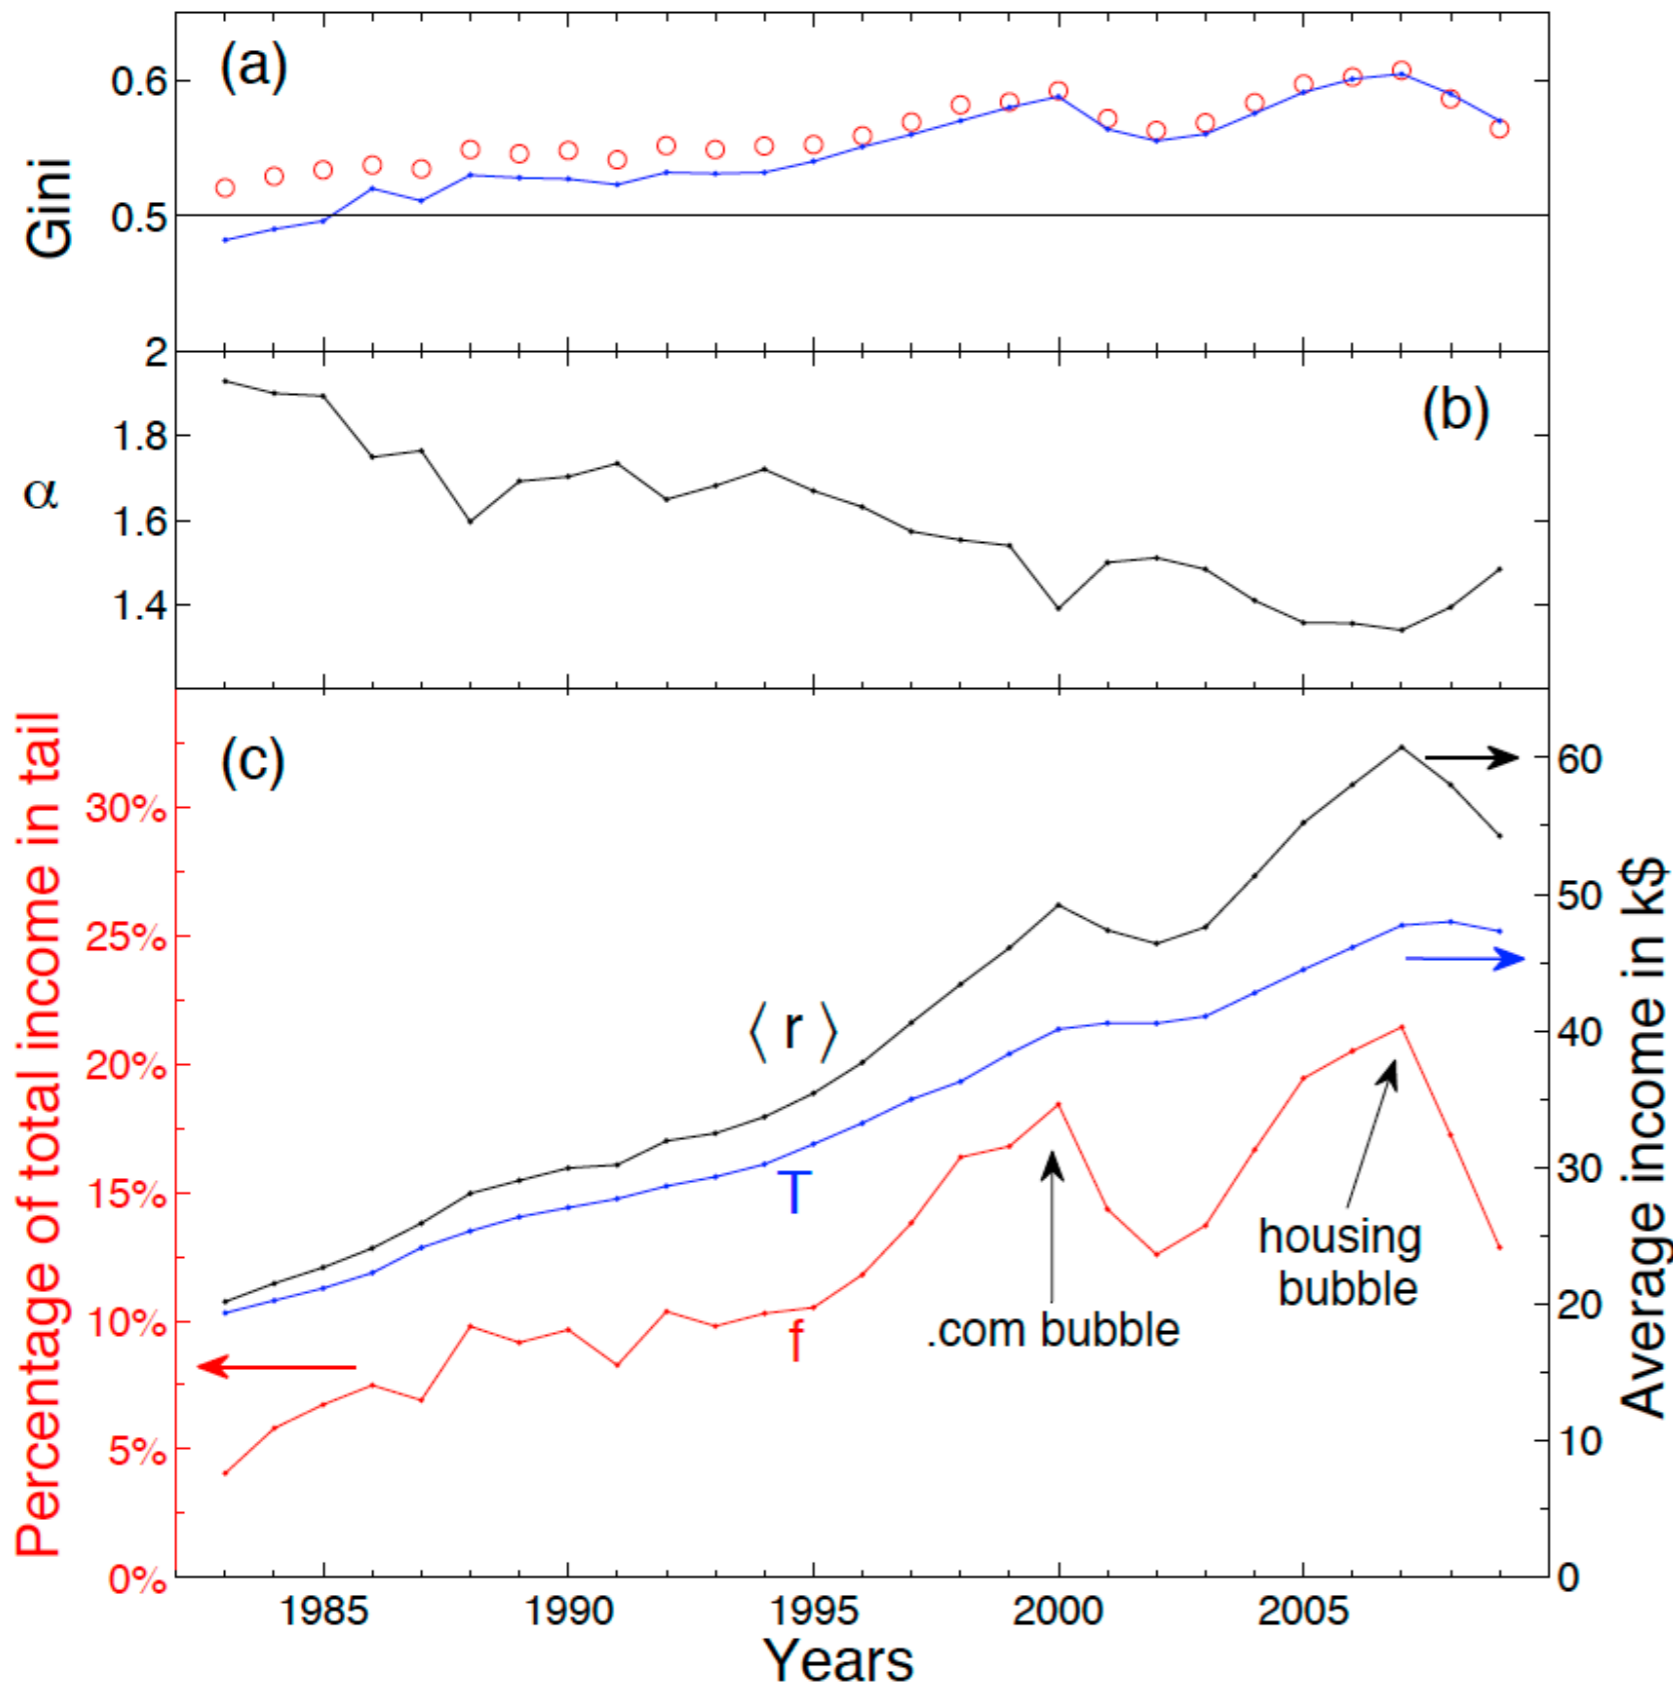 (a)
Gini
0.6
0.5
(b)
α
2
1.8
1.6
1.4
(c)
Percentage of total income in tail
30%
25%
20%
15%
10%
5%
0%
Average income in k$
60
50
40
30
20
10
0
⟨ r ⟩
T
f
.com bubble
housing
bubble
1985 1990 1995 2000 2005
Years